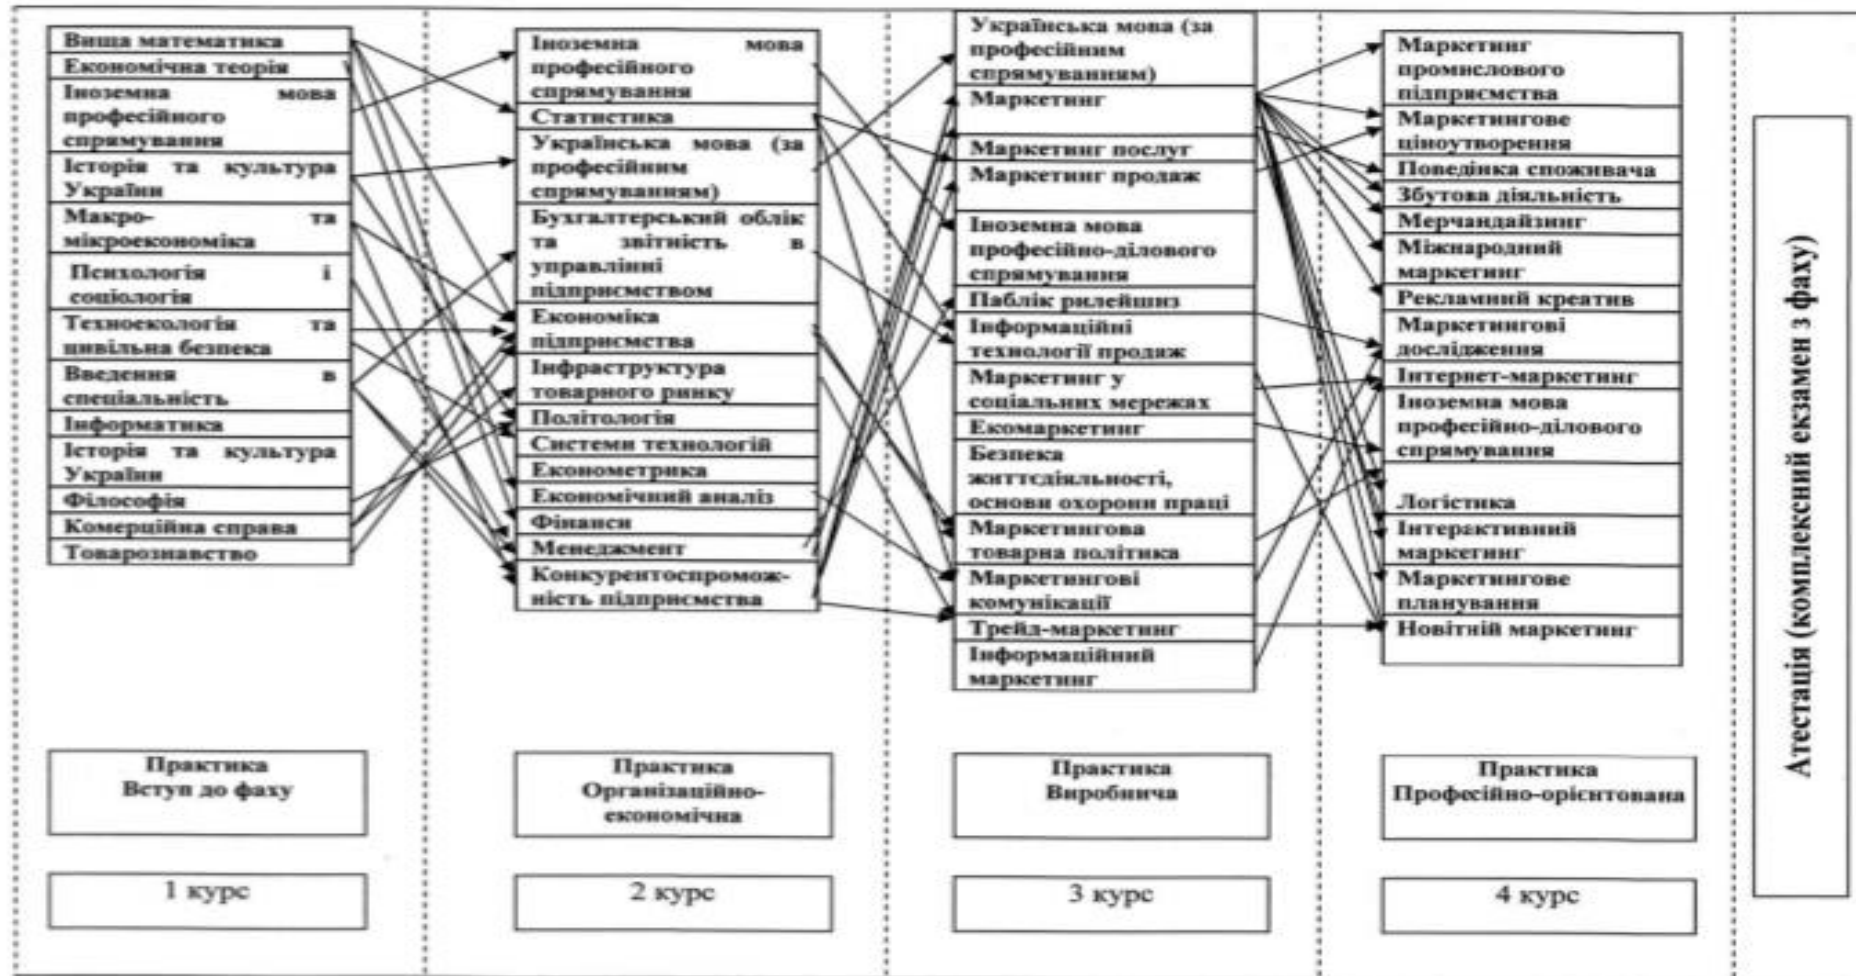 Вища математика
Економічна теорія
Іноземна мова
професійного
спрямування
Історія та культура
України
Макро- та
мікроекономіка
Психологія і
соціологія
Техноекологія та
цивільна безпека
Введення в
спеціальність
Інформатика
Історія та культура
України
Філософія
Комерційна справа
Товарознавство
Практика
Вступ до фаху
1 курс
Іноземна мова
професійного
спрямування
Статистика
Українська мова (за
професійним
спрямуванням)
Бухгалтерський облік
та звітність в
управлінні
підприємством
Економіка
підприємства
Інфраструктура
товарного ринку
Політологія
Системи технологій
Економетрика
Економічний аналіз
Фінанси
Менеджмент
Конкурентоспромож-
ність підприємства
Практика
Організаційно-
економічна
2 курс
Українська мова (за
професійним
спрямуванням)
Маркетинг
Маркетинг послуг
Маркетинг продаж
Іноземна мова
професійно-ділового
спрямування
Паблік рилейшнз
Інформаційні
технології продаж
Маркетинг у
соціальних мережах
Екомаркетинг
Безпека
життєдіяльності,
основи охорони праці
Маркетингова
товарна політика
Маркетингові
комунікації
Трейд-маркетинг
Інформаційний
маркетинг
Практика
Виробнича
3 курс
Маркетинг
промислового
підприємства
Маркетингове
ціноутворення
Поведінка споживача
Збутова діяльність
Мерчандайзинг
Міжнародний
маркетинг
Рекламний креатив
Маркетингові
дослідження
Інтернет-маркетинг
Іноземна мова
професійно-ділового
спрямування
Логістика
Інтерактивний
маркетинг
Маркетингове
планування
Новітній маркетинг
Практика
Професійно-орієнтована
4 курс
Атестація (комплексний екзамен з фаху)